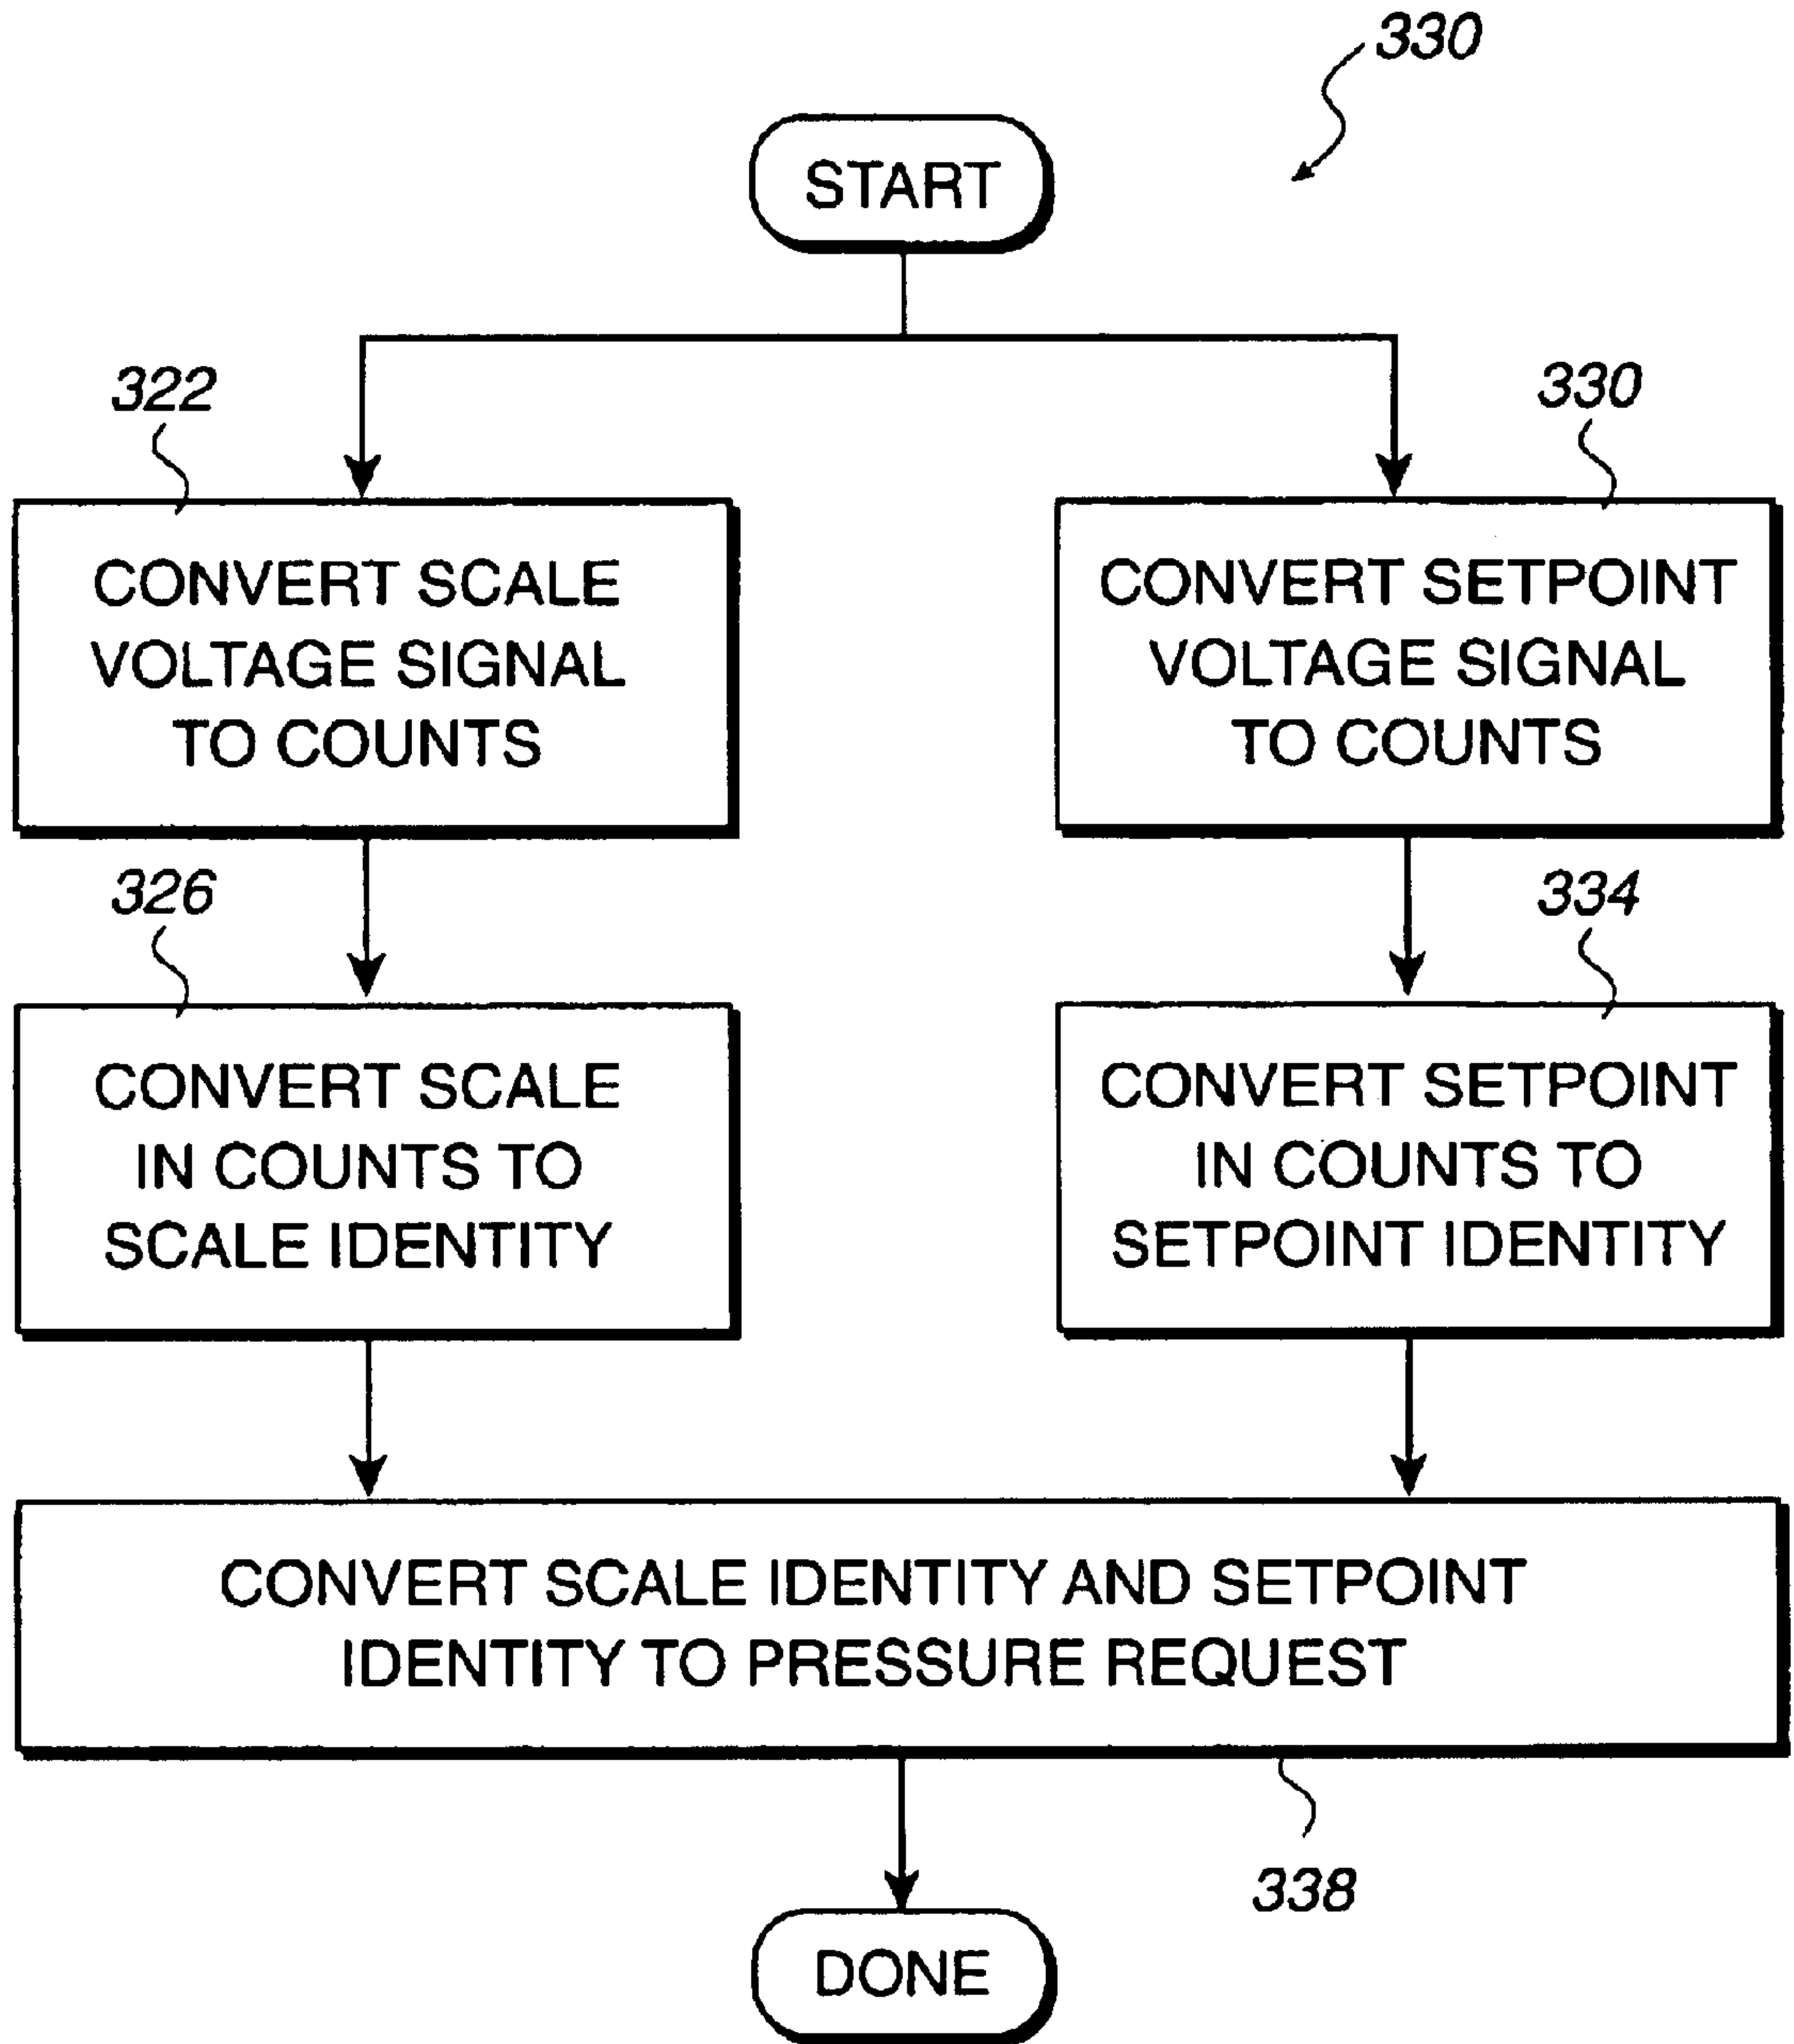 330
START
322
330
CONVERT SCALE
VOLTAGE SIGNAL
TO COUNTS
CONVERT SETPOINT
VOLTAGE SIGNAL
TO COUNTS
326
334
CONVERT SCALE
IN COUNTS TO
SCALE IDENTITY
CONVERT SETPOINT
IN COUNTS TO
SETPOINT IDENTITY
CONVERT SCALE IDENTITY AND SETPOINT
IDENTITY TO PRESSURE REQUEST
338
DONE